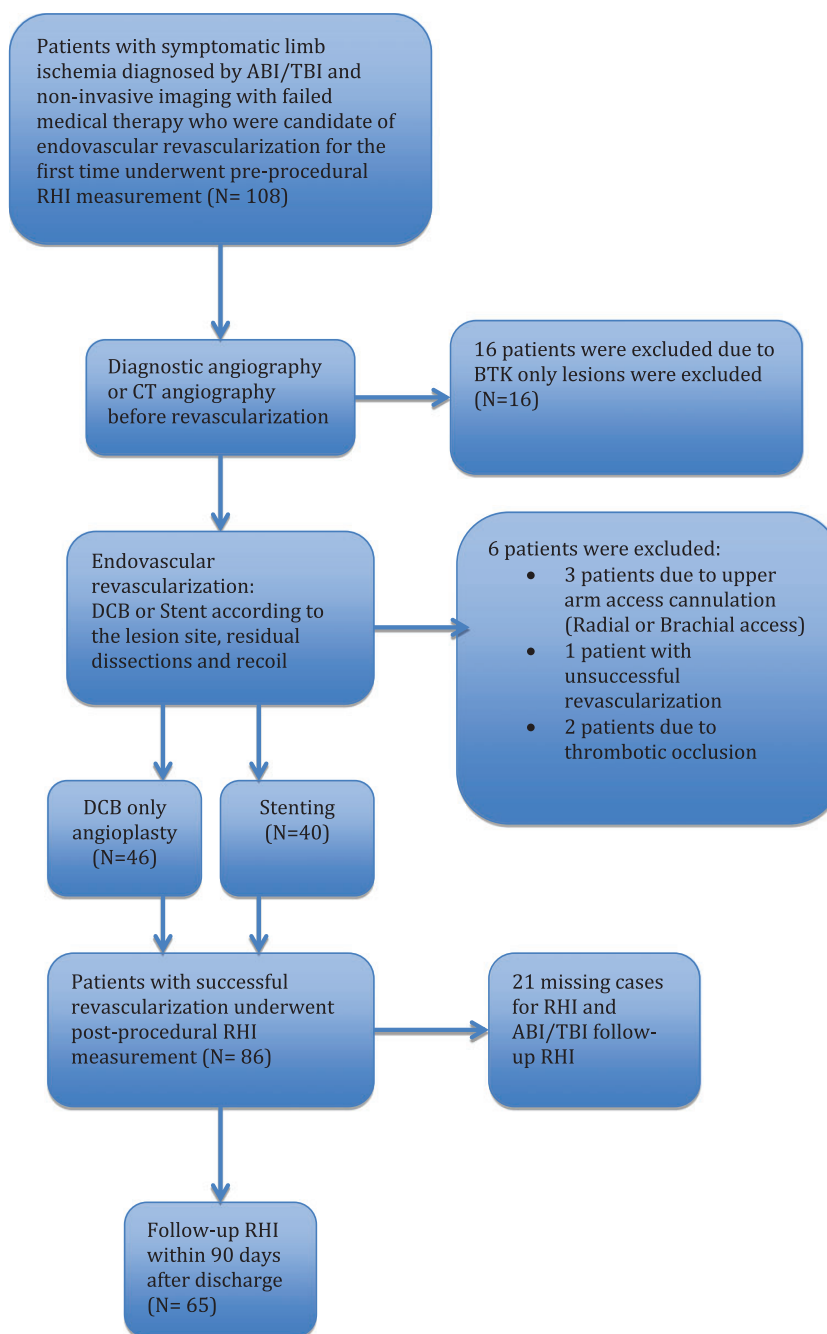 Patients with symptomatic limb
ischemia diagnosed by ABI/TBI and
non-invasive imaging with failed
medical therapy who were candidate of
endovascular revascularization for the
first time underwent pre-procedural
RHI measurement (N= 108)
Diagnostic angiography
or CT angiography
before revascularization
16 patients were excluded due to
BTK only lesions were excluded
(N=16)
Endovascular
revascularization:
DCB or Stent according to
the lesion site, residual
dissections and recoil
6 patients were excluded:
• 3 patients due to upper
arm access cannulation
(Radial or Brachial access)
• 1 patient with
unsuccessful
revascularization
• 2 patients due to
thrombotic occlusion
DCB only
angioplasty
(N=46)
Stenting
(N=40)
Patients with successful
revascularization underwent
post-procedural RHI
measurement (N= 86)
21 missing cases
for RHI and
ABI/TBI follow-
up RHI
Follow-up RHI
within 90 days
after discharge
(N= 65)